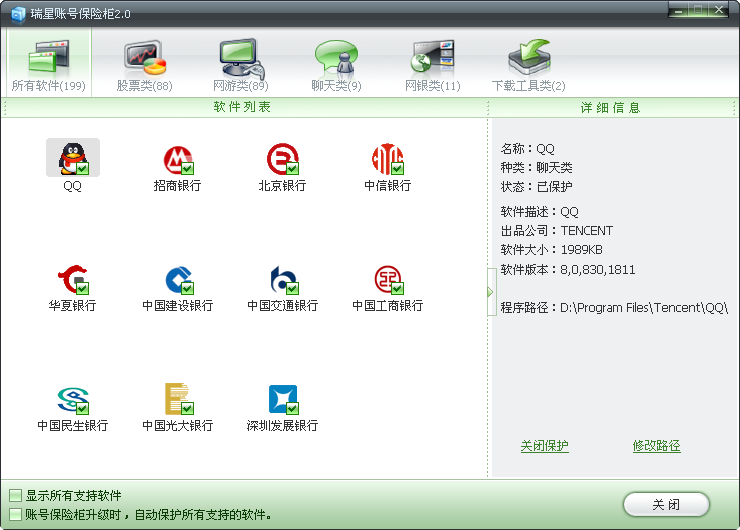 瑞星账号保险柜2.0
所有软件(199)
股票类(88)
网游类(89)
聊天类(9)
网银类(11)
下载工具类(2)
软件列表
详细信息
QQ
招商银行
北京银行
中信银行
华夏银行
中国建设银行
中国交通银行
中国工商银行
中国民生银行
中国光大银行
深圳发展银行
名称：QQ
种类：聊天类
状态：已保护
软件描述：QQ
出品公司：TENCENT
软件大小：1989KB
软件版本：8,0,830,1811
程序路径：D:\Program Files\Tencent\QQ\
关闭保护
修改路径
显示所有支持软件
账号保险柜升级时，自动保护所有支持的软件。
关闭